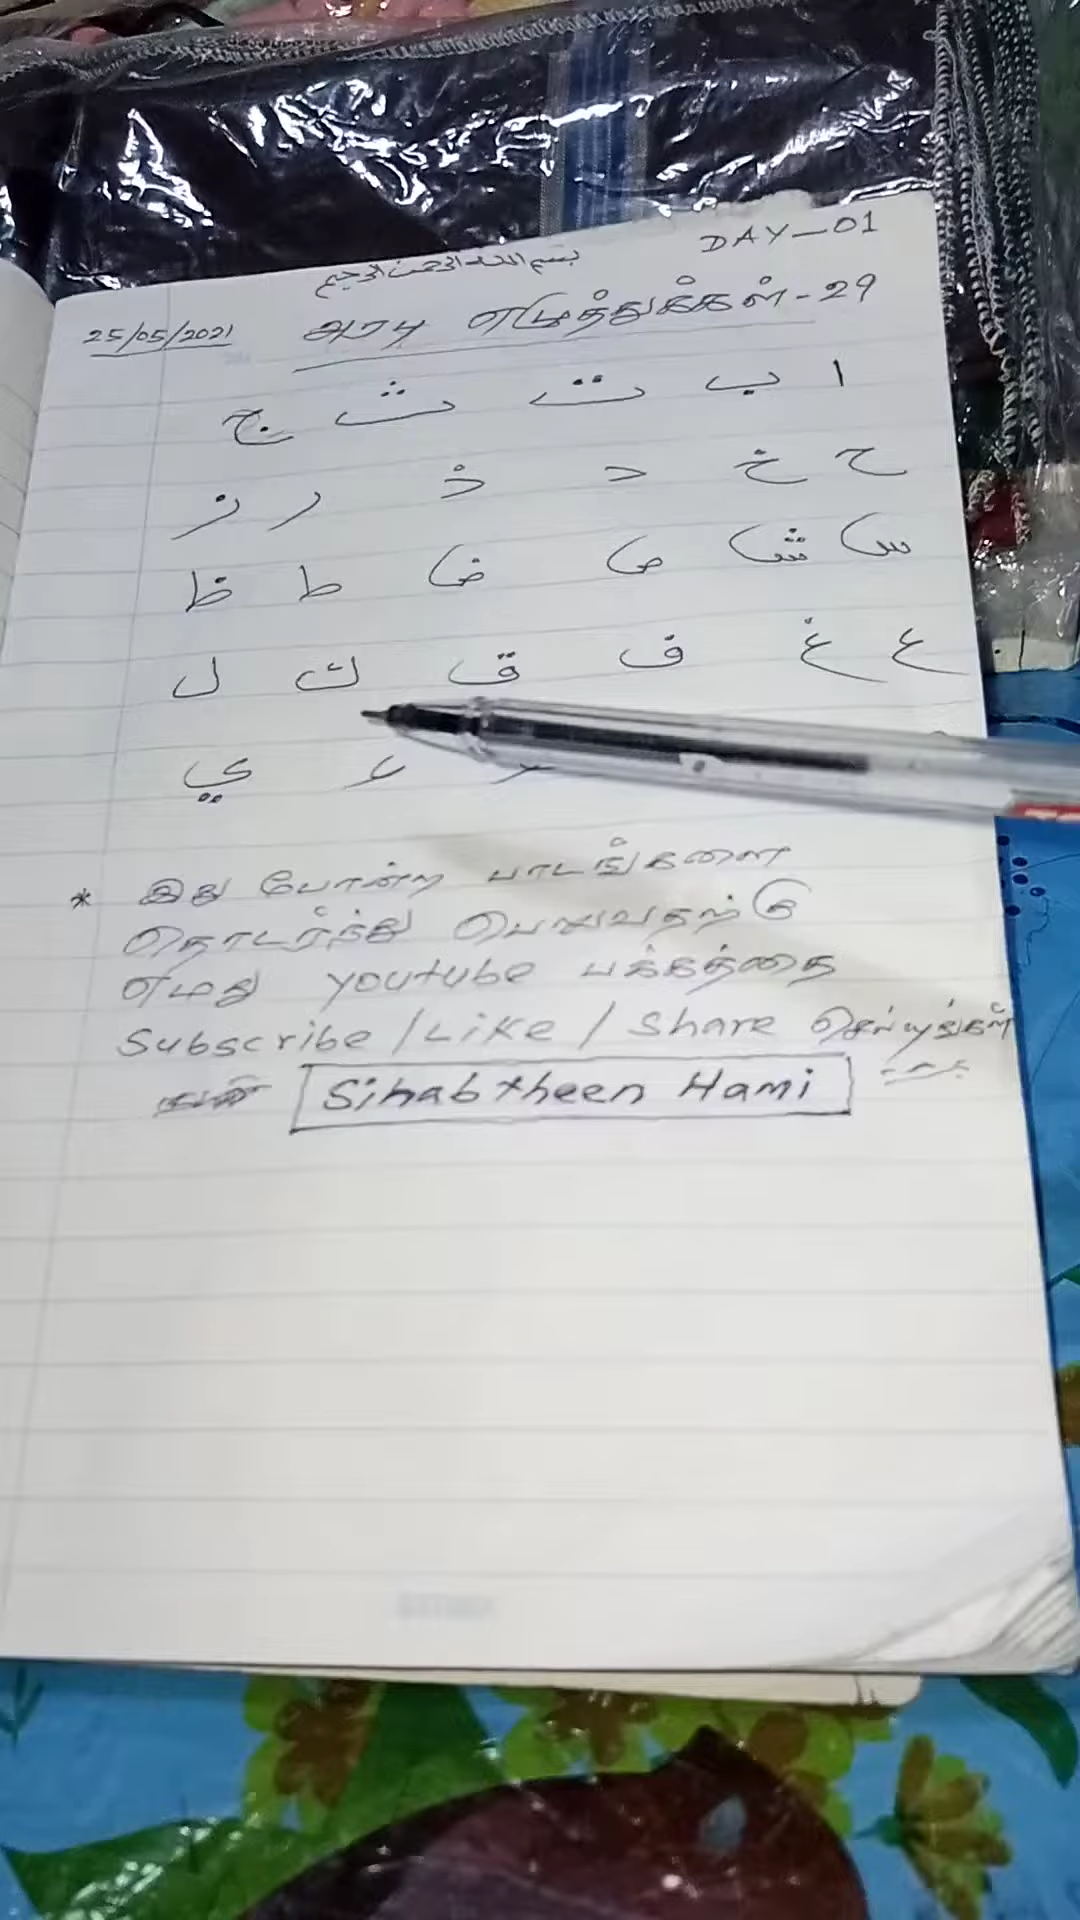 DAY-01
بسم الله الرحمن الرحيم
25/05/2021 அரபு எழுத்துக்கள்-29
ا ب ت ث ج
ح خ د ذ ر ز
س ش ص ض ط ظ
ع غ ف ق ك ل
ء ي
* இது போன்ற பாடங்களை
தொடர்ந்து பெறுவதற்கு
எமது youtube பக்கத்தை
Subscribe/Like/Share செய்யுங்கள்
Sihabtheen Hami